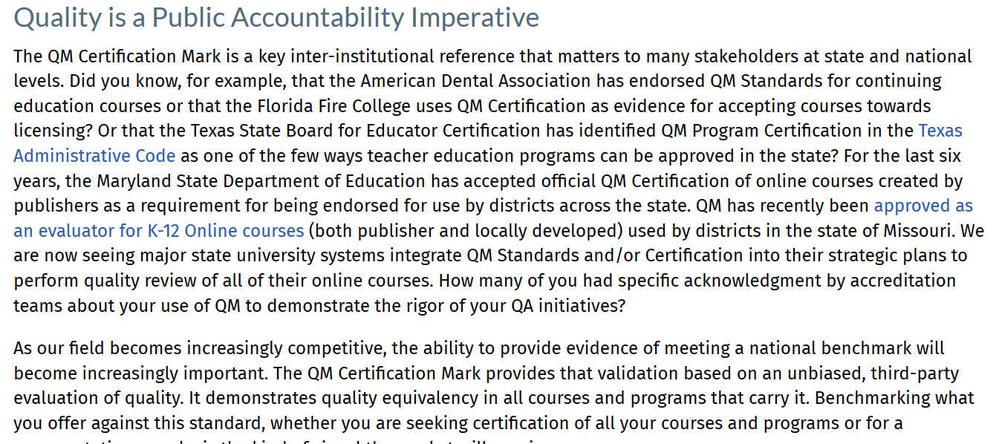 Quality is a Public Accountability Imperative
The QM Certification Mark is a key inter-institutional reference that matters to many stakeholders at state and national
levels. Did you know, for example, that the American Dental Association has endorsed QM Standards for continuing
education courses or that the Florida Fire College uses QM Certification as evidence for accepting courses towards
licensing? Or that the Texas State Board for Educator Certification has identified QM Program Certification in the Texas
Administrative Code as one of the few ways teacher education programs can be approved in the state? For the last six
years, the Maryland State Department of Education has accepted official QM Certification of online courses created by
publishers as a requirement for being endorsed for use by districts across the state. QM has recently been approved as
an evaluator for K-12 Online courses (both publisher and locally developed) used by districts in the state of Missouri. We
are now seeing major state university systems integrate QM Standards and/or Certification into their strategic plans to
perform quality review of all of their online courses. How many of you had specific acknowledgment by accreditation
teams about your use of QM to demonstrate the rigor of your QA initiatives?
As our field becomes increasingly competitive, the ability to provide evidence of meeting a national benchmark will
become increasingly important. The QM Certification Mark provides that validation based on an unbiased, third-party
evaluation of quality. It demonstrates quality equivalency in all courses and programs that carry it. Benchmarking what
you offer against this standard, whether you are seeking certification of all your courses and programs or for a